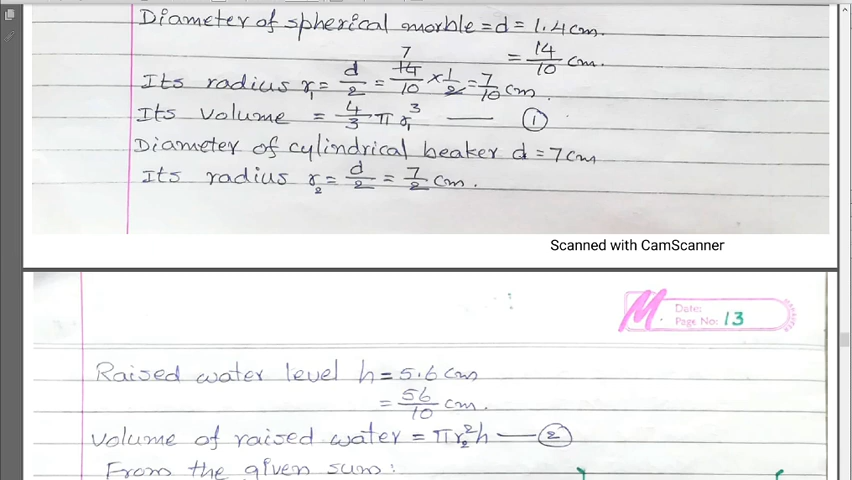 Diameter of spherical marble = d = 1.4 cm.
= 14/10 cm.
Its radius r₁ = d/2 = 14/10 × 1/2 = 7/10 cm
7
Its volume = 4/3 π r₁³ — ①
Diameter of cylindrical beaker d = 7 cm
Its radius r₂ = d/2 = 7/2 cm.
Scanned with CamScanner
M. Date:
Page No: 13
Raised water level h = 5.6 cm
= 56/10 cm.
Volume of raised water = π r₂² h — ②
From the given sum: